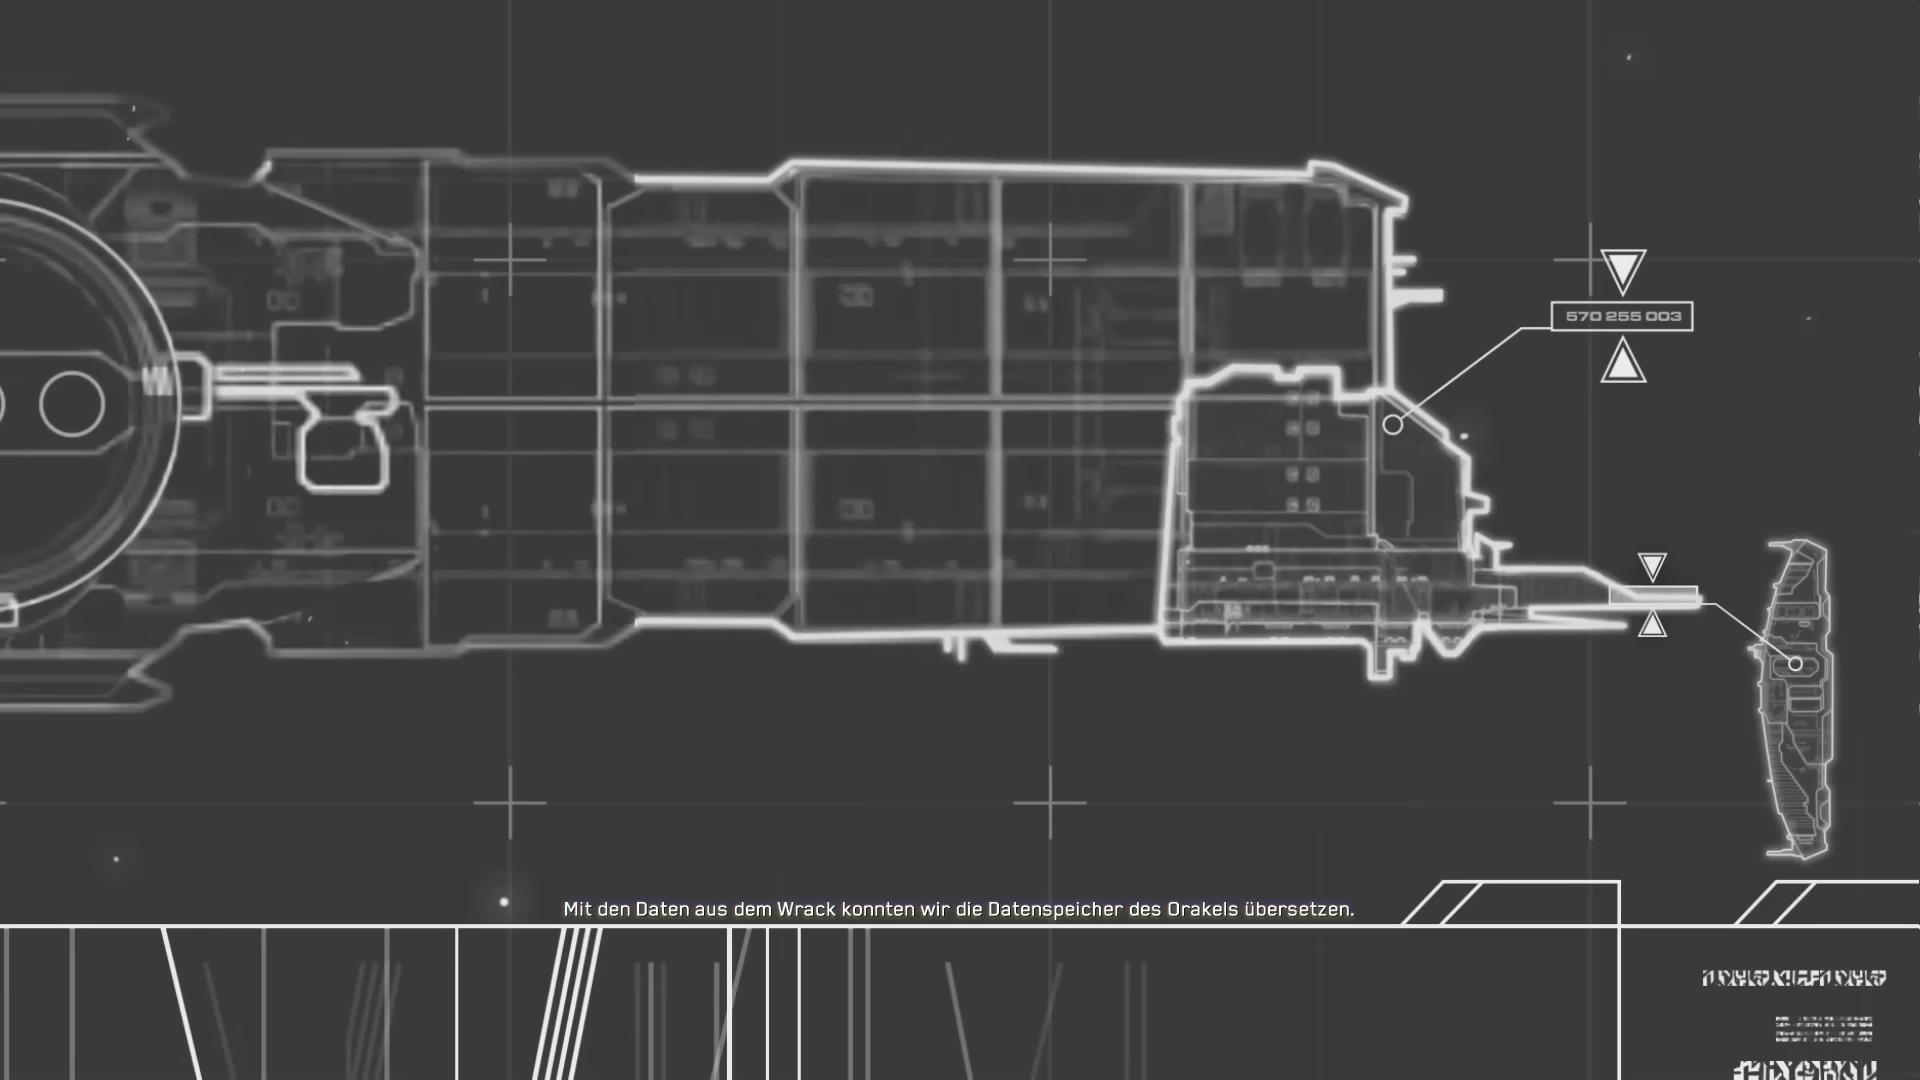 570 255 003
Mit den Daten aus dem Wrack konnten wir die Datenspeicher des Orakels übersetzen.